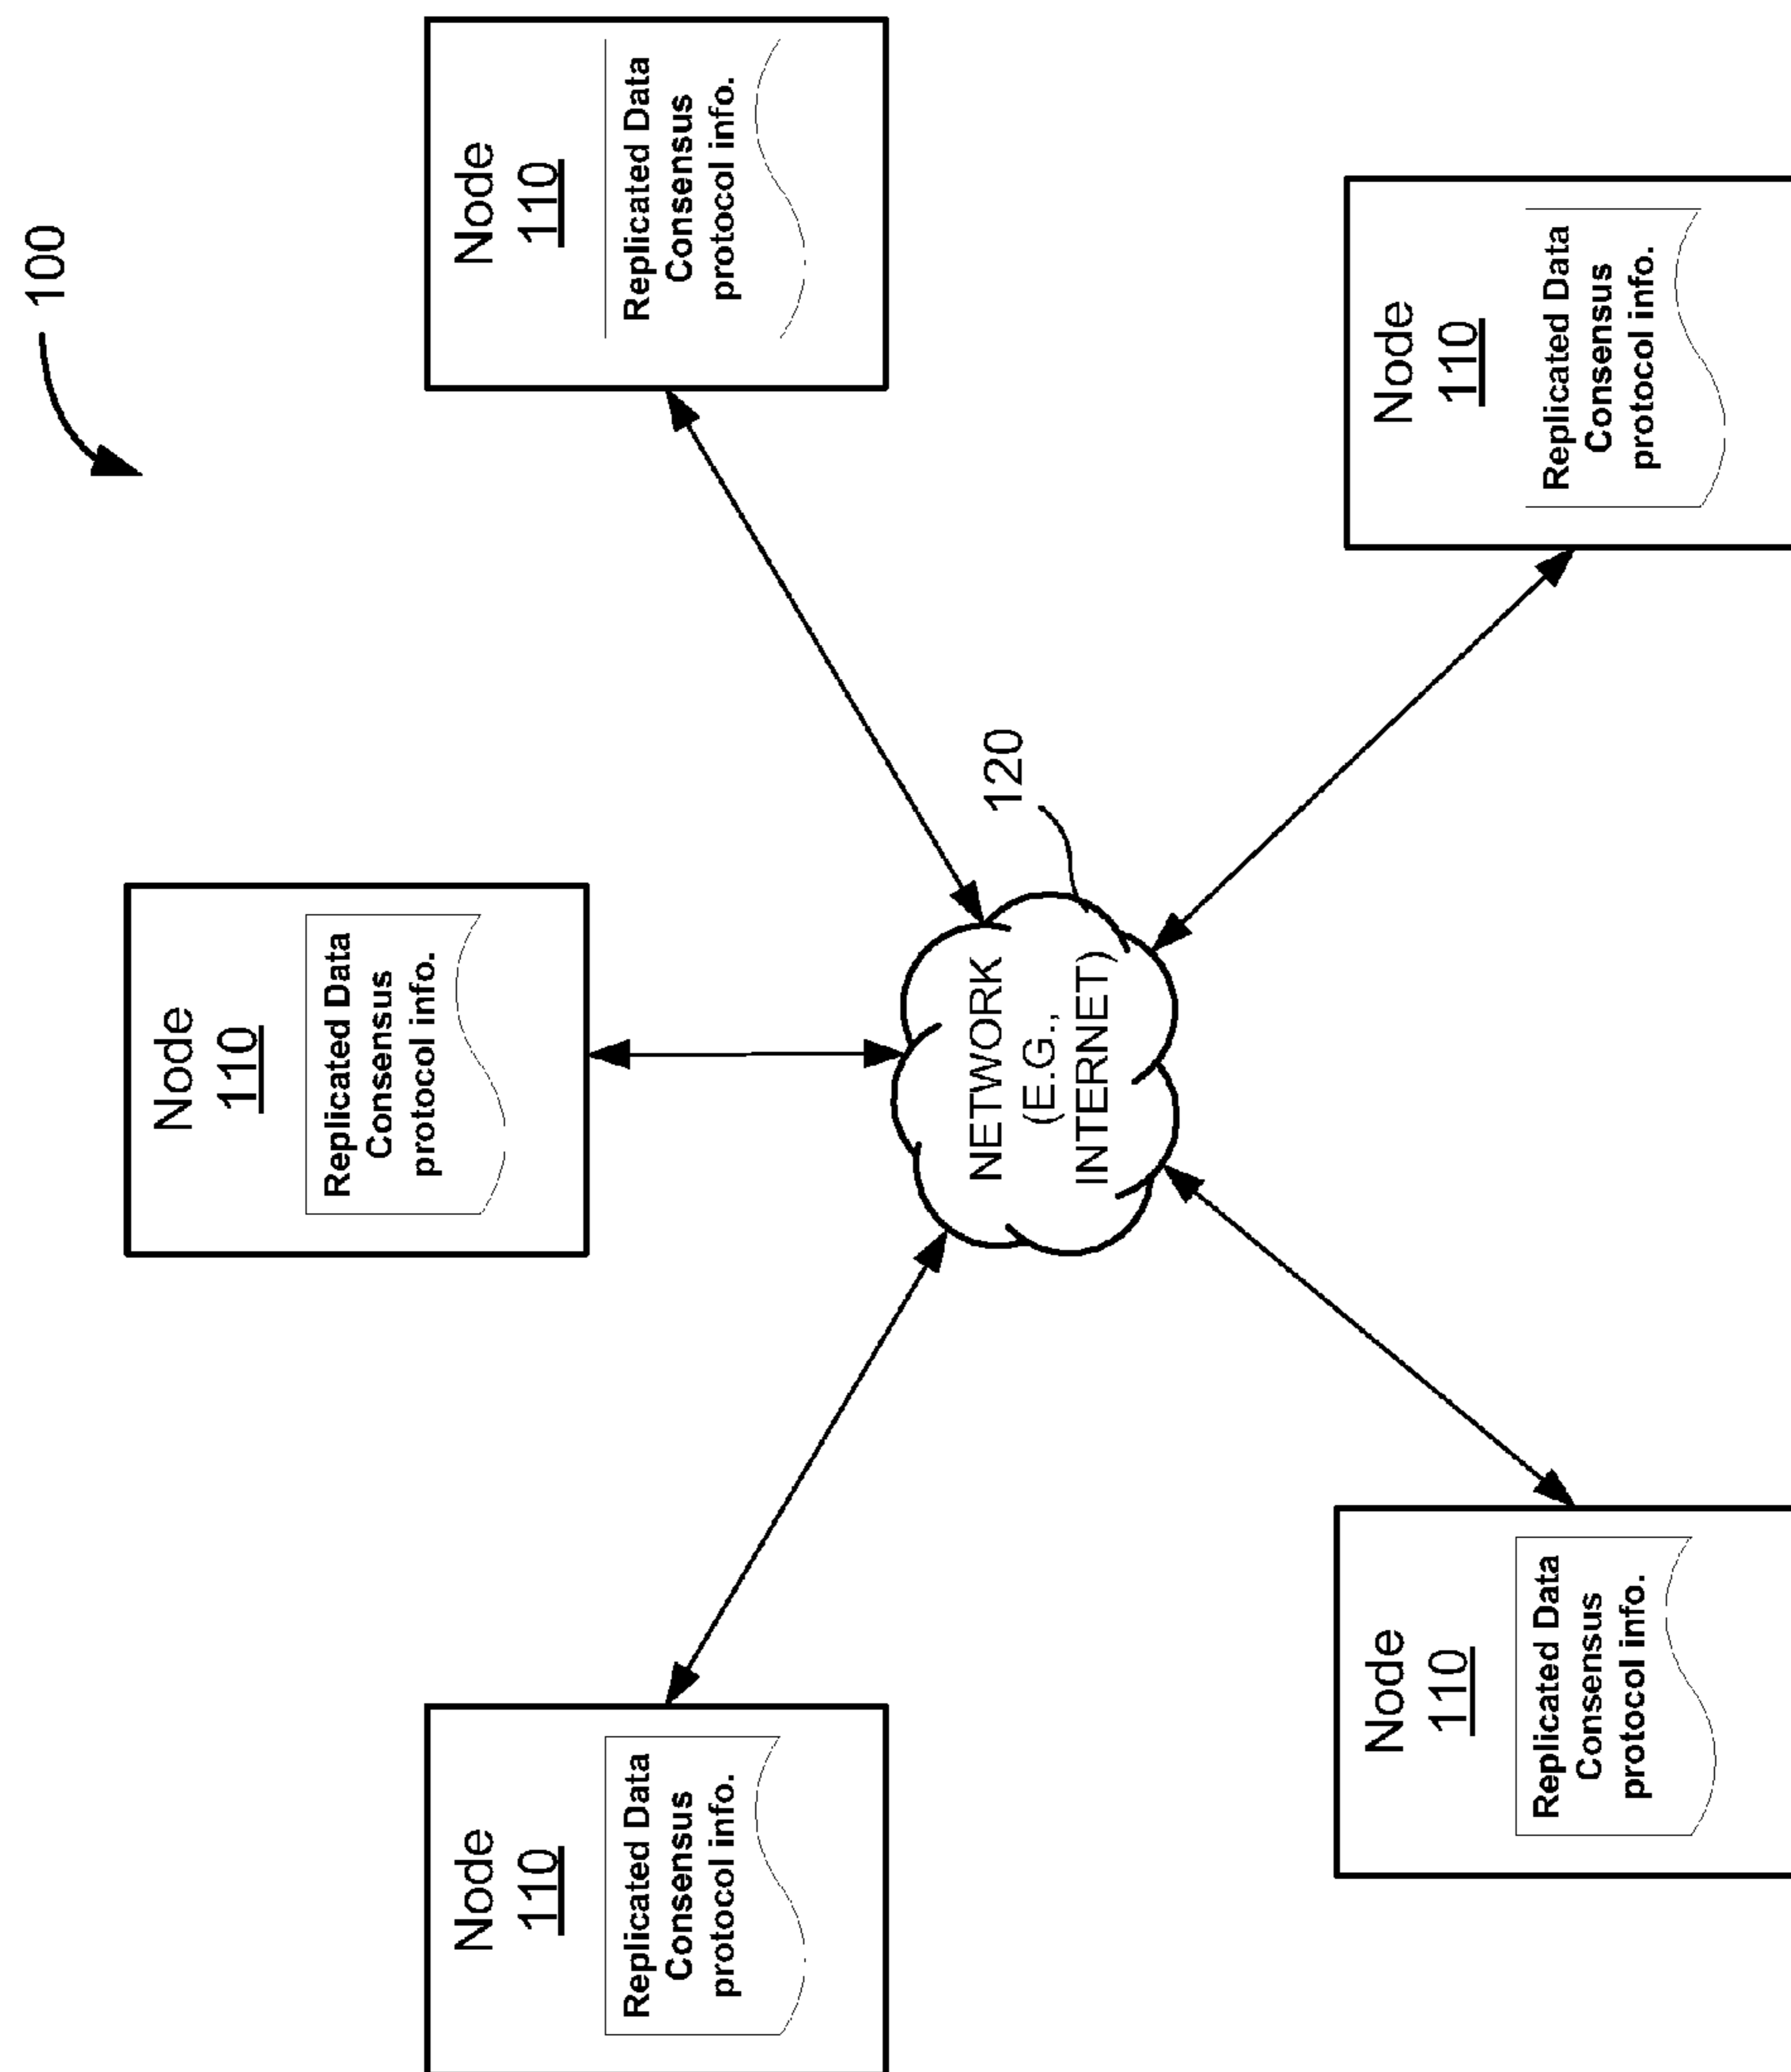 100
Node
110
Replicated Data
Consensus
protocol info.
Node
110
Replicated Data
Consensus
protocol info.
Node
110
Replicated Data
Consensus
protocol info.
NETWORK
(E.G.,
INTERNET)
120
Node
110
Replicated Data
Consensus
protocol info.
Node
110
Replicated Data
Consensus
protocol info.